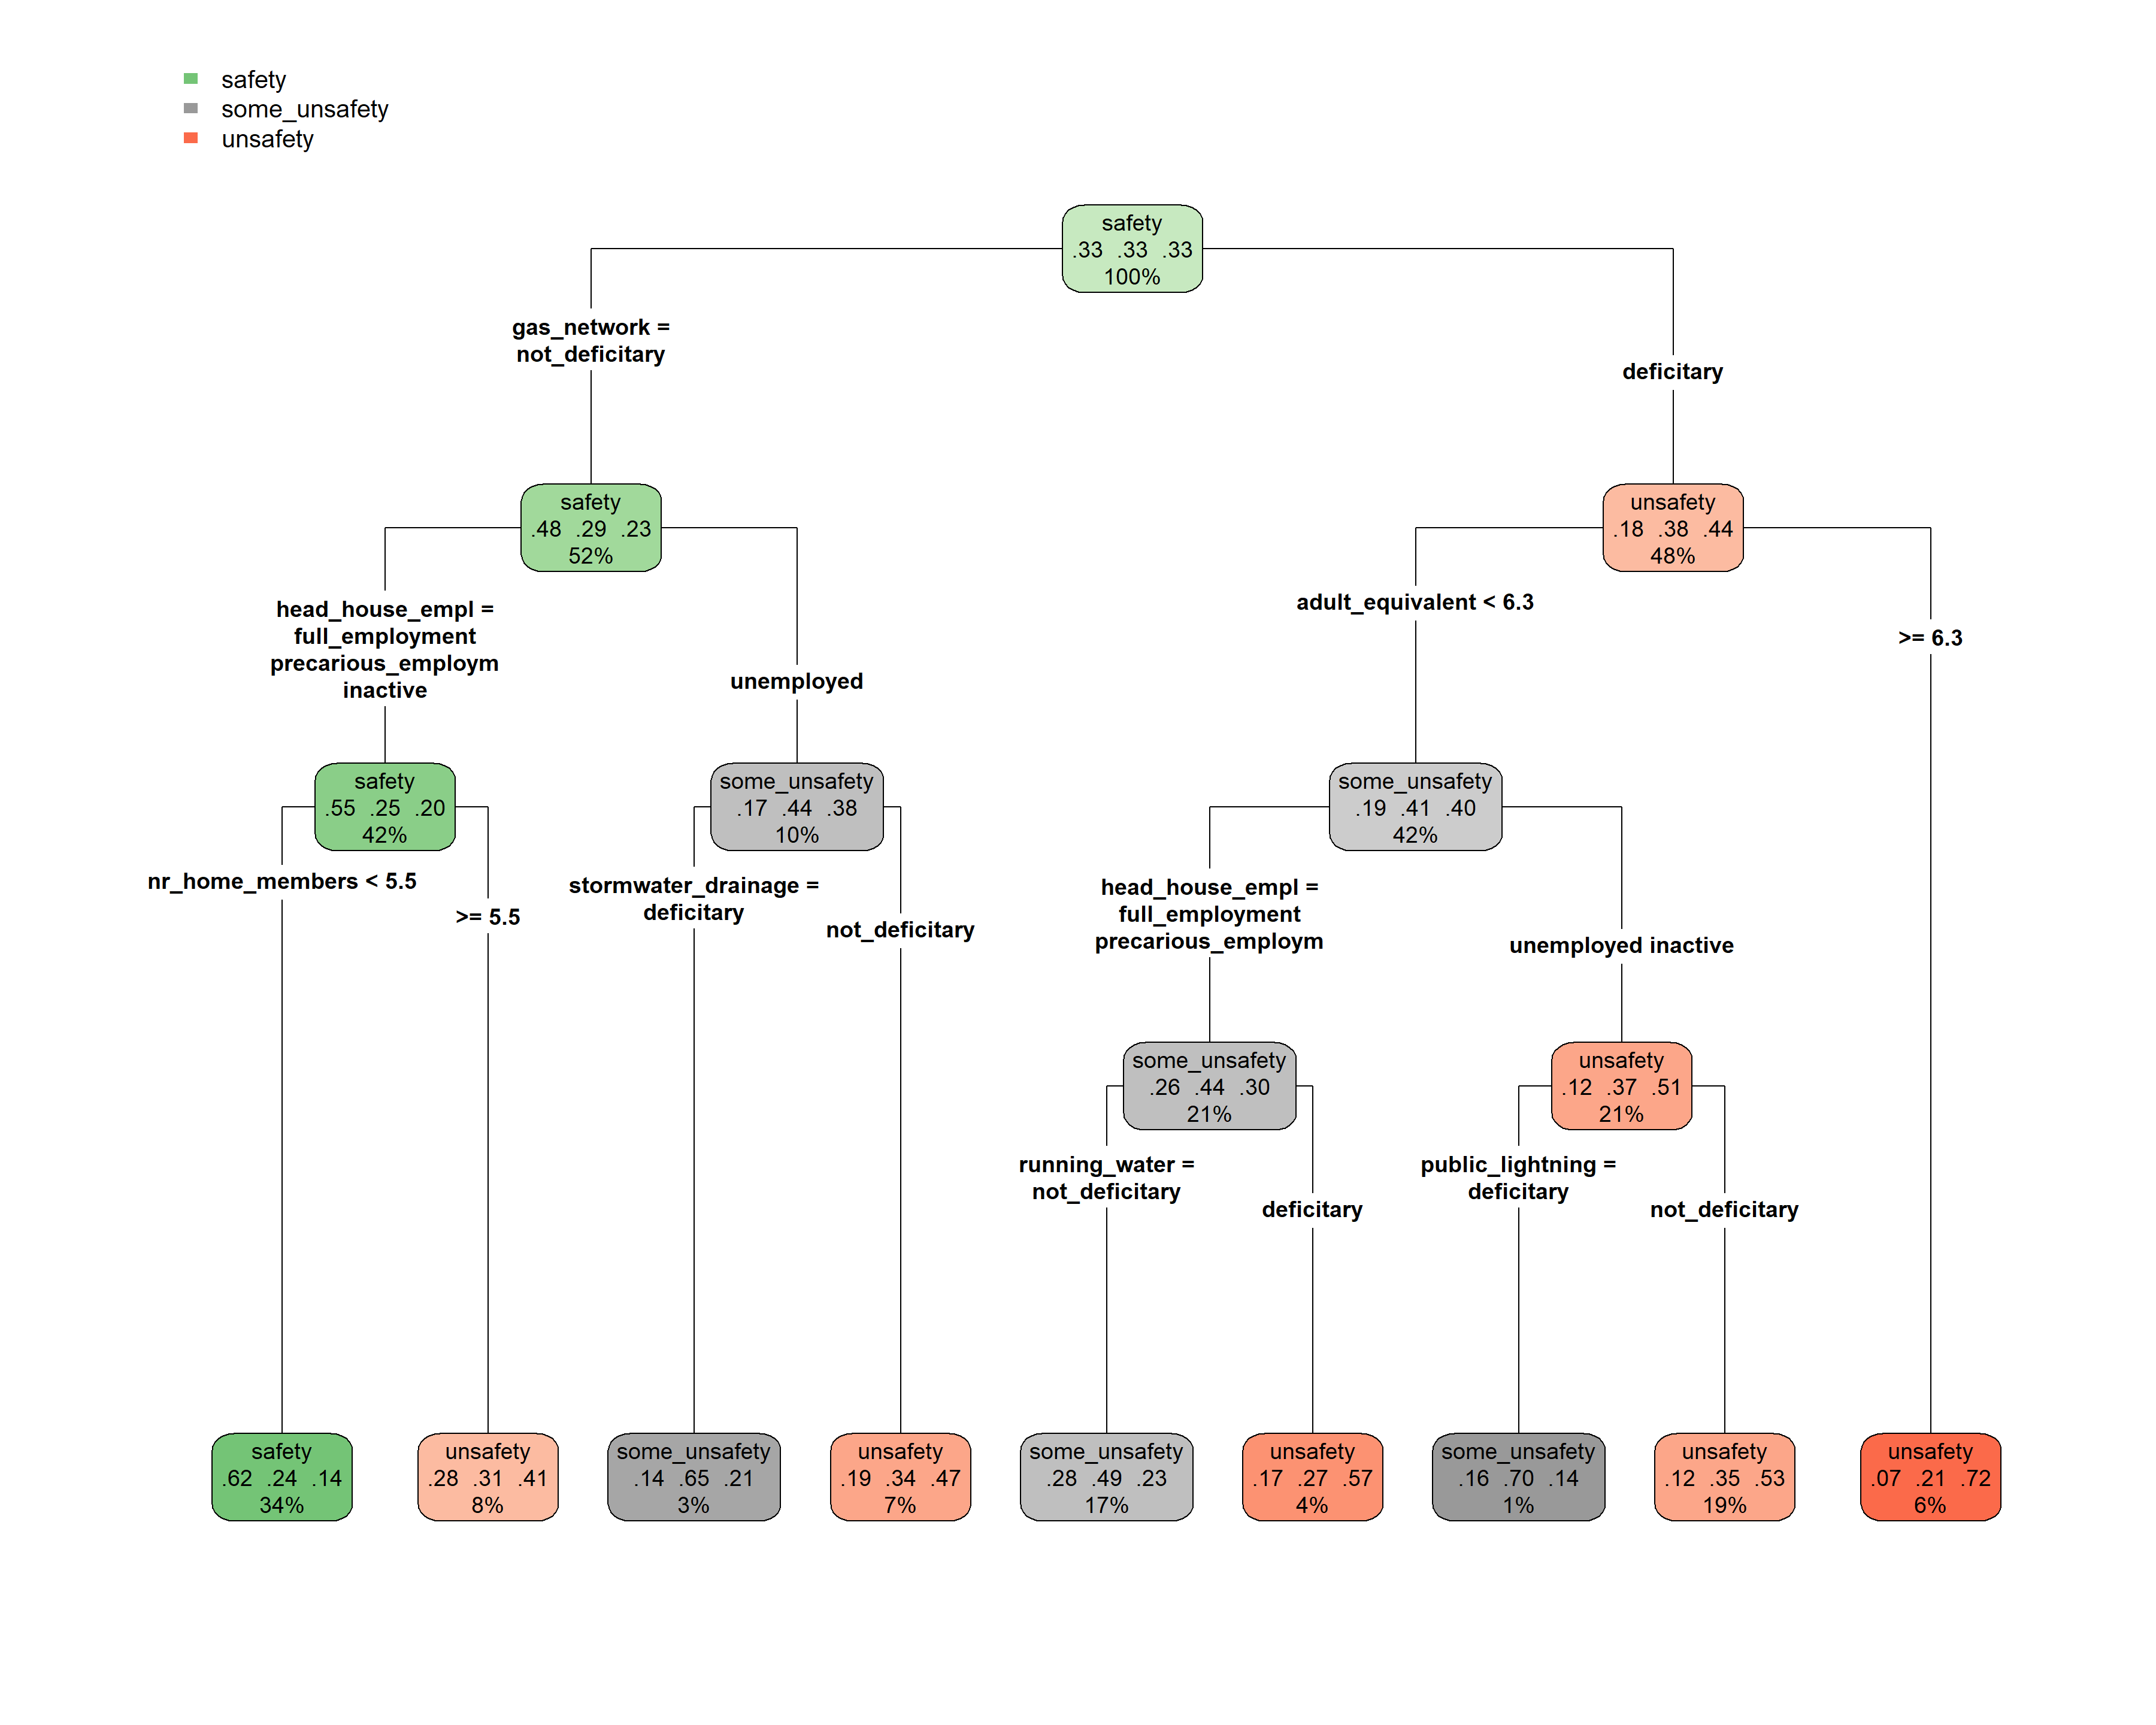 safety
some_unsafety
unsafety
safety
.33 .33 .33
100%
gas_network =
not_deficitary
deficitary
safety
.48 .29 .23
52%
unsafety
.18 .38 .44
48%
head_house_empl =
full_employment
precarious_employm
inactive
unemployed
adult_equivalent < 6.3
>= 6.3
safety
.55 .25 .20
42%
some_unsafety
.17 .44 .38
10%
some_unsafety
.19 .41 .40
42%
nr_home_members < 5.5
>= 5.5
stormwater_drainage =
deficitary
not_deficitary
head_house_empl =
full_employment
precarious_employm
unemployed inactive
some_unsafety
.26 .44 .30
21%
unsafety
.12 .37 .51
21%
running_water =
not_deficitary
deficitary
public_lightning =
deficitary
not_deficitary
safety
.62 .24 .14
34%
unsafety
.28 .31 .41
8%
some_unsafety
.14 .65 .21
3%
unsafety
.19 .34 .47
7%
some_unsafety
.28 .49 .23
17%
unsafety
.17 .27 .57
4%
some_unsafety
.16 .70 .14
1%
unsafety
.12 .35 .53
19%
unsafety
.07 .21 .72
6%